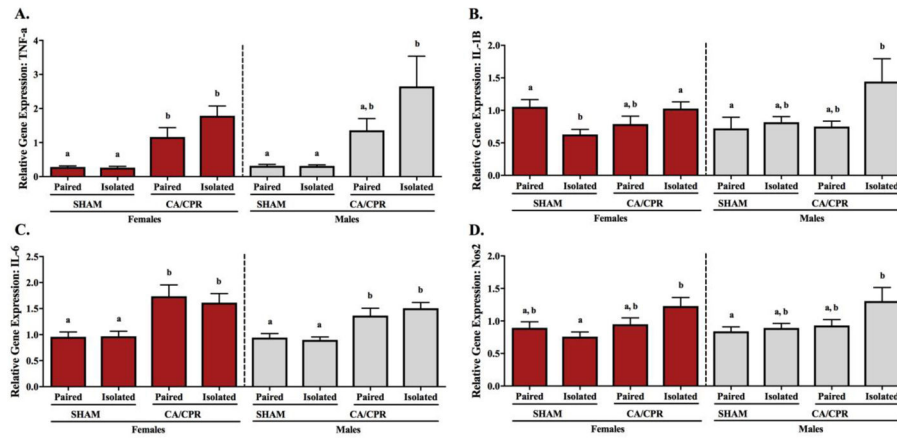 A.
Relative Gene Expression: TNF-a
4
3
2
1
0
a
a
b
b
a
a
a, b
b
Paired
Isolated
Paired
Isolated
Paired
Isolated
Paired
Isolated
SHAM
CA/CPR
SHAM
CA/CPR
Females
Males
B.
Relative Gene Expression: IL-1B
2.0
1.5
1.0
0.5
0.0
a
b
a, b
a
a
a, b
a, b
b
Paired
Isolated
Paired
Isolated
Paired
Isolated
Paired
Isolated
SHAM
CA/CPR
SHAM
CA/CPR
Females
Males
C.
Relative Gene Expression: IL-6
2.5
2.0
1.5
1.0
0.5
0.0
a
a
b
b
a
a
b
b
Paired
Isolated
Paired
Isolated
Paired
Isolated
Paired
Isolated
SHAM
CA/CPR
SHAM
CA/CPR
Females
Males
D.
Relative Gene Expression: Nos2
2.0
1.5
1.0
0.5
0.0
a, b
a
a, b
b
a
a, b
a, b
b
Paired
Isolated
Paired
Isolated
Paired
Isolated
Paired
Isolated
SHAM
CA/CPR
SHAM
CA/CPR
Females
Males